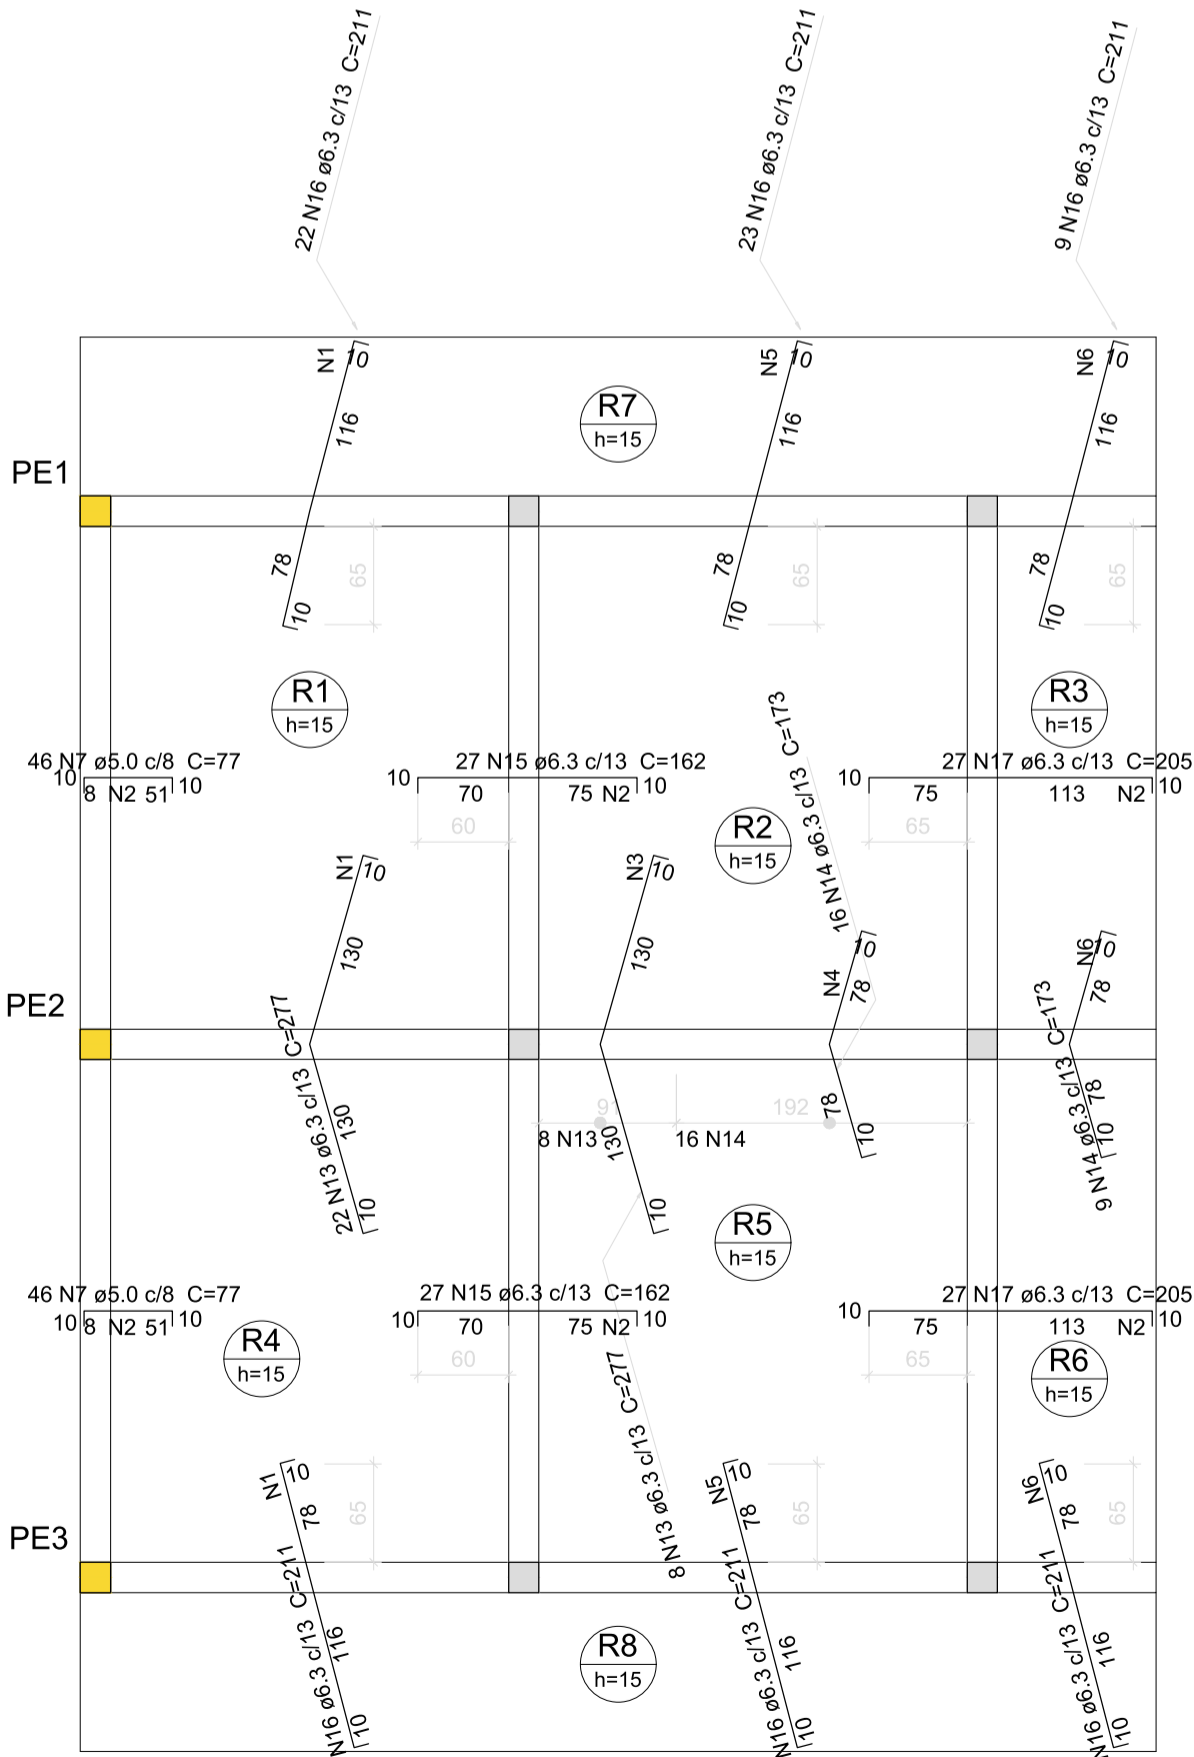 22 N16 ø6.3 c/13 C=211
23 N16 ø6.3 c/13 C=211
9 N16 ø6.3 c/13 C=211
N1 10
N5 10
N6 10
116
116
116
R7
h=15
PE1
78
65
78
65
78
65
10
10
10
R1
h=15
R3
h=15
16 N14 ø6.3 c/13 C=173
46 N7 ø5.0 c/8 C=77
10 8 N2 51 10
27 N15 ø6.3 c/13 C=162
10 70 75 N2 10
60
27 N17 ø6.3 c/13 C=205
10 75 113 N2 10
65
R2
h=15
N1 10
130
N3 10
130
10
N4
78
N6 10
78
PE2
22 N13 ø6.3 c/13 C=277
130
10
91
192
8 N13
16 N14
130
10
78
10
9 N14 ø6.3 c/13 C=173
78
10
R5
h=15
46 N7 ø5.0 c/8 C=77
10 8 N2 51 10
27 N15 ø6.3 c/13 C=162
10 70 75 N2 10
60
27 N17 ø6.3 c/13 C=205
10 75 113 N2 10
65
R4
h=15
R6
h=15
8 N13 ø6.3 c/13 C=277
N1 10
78
65
N5 10
78
65
N6 10
78
65
PE3
N16 ø6.3 c/13 C=211
116
10
N16 ø6.3 c/13 C=211
116
10
N16 ø6.3 c/13 C=211
116
10
R8
h=15